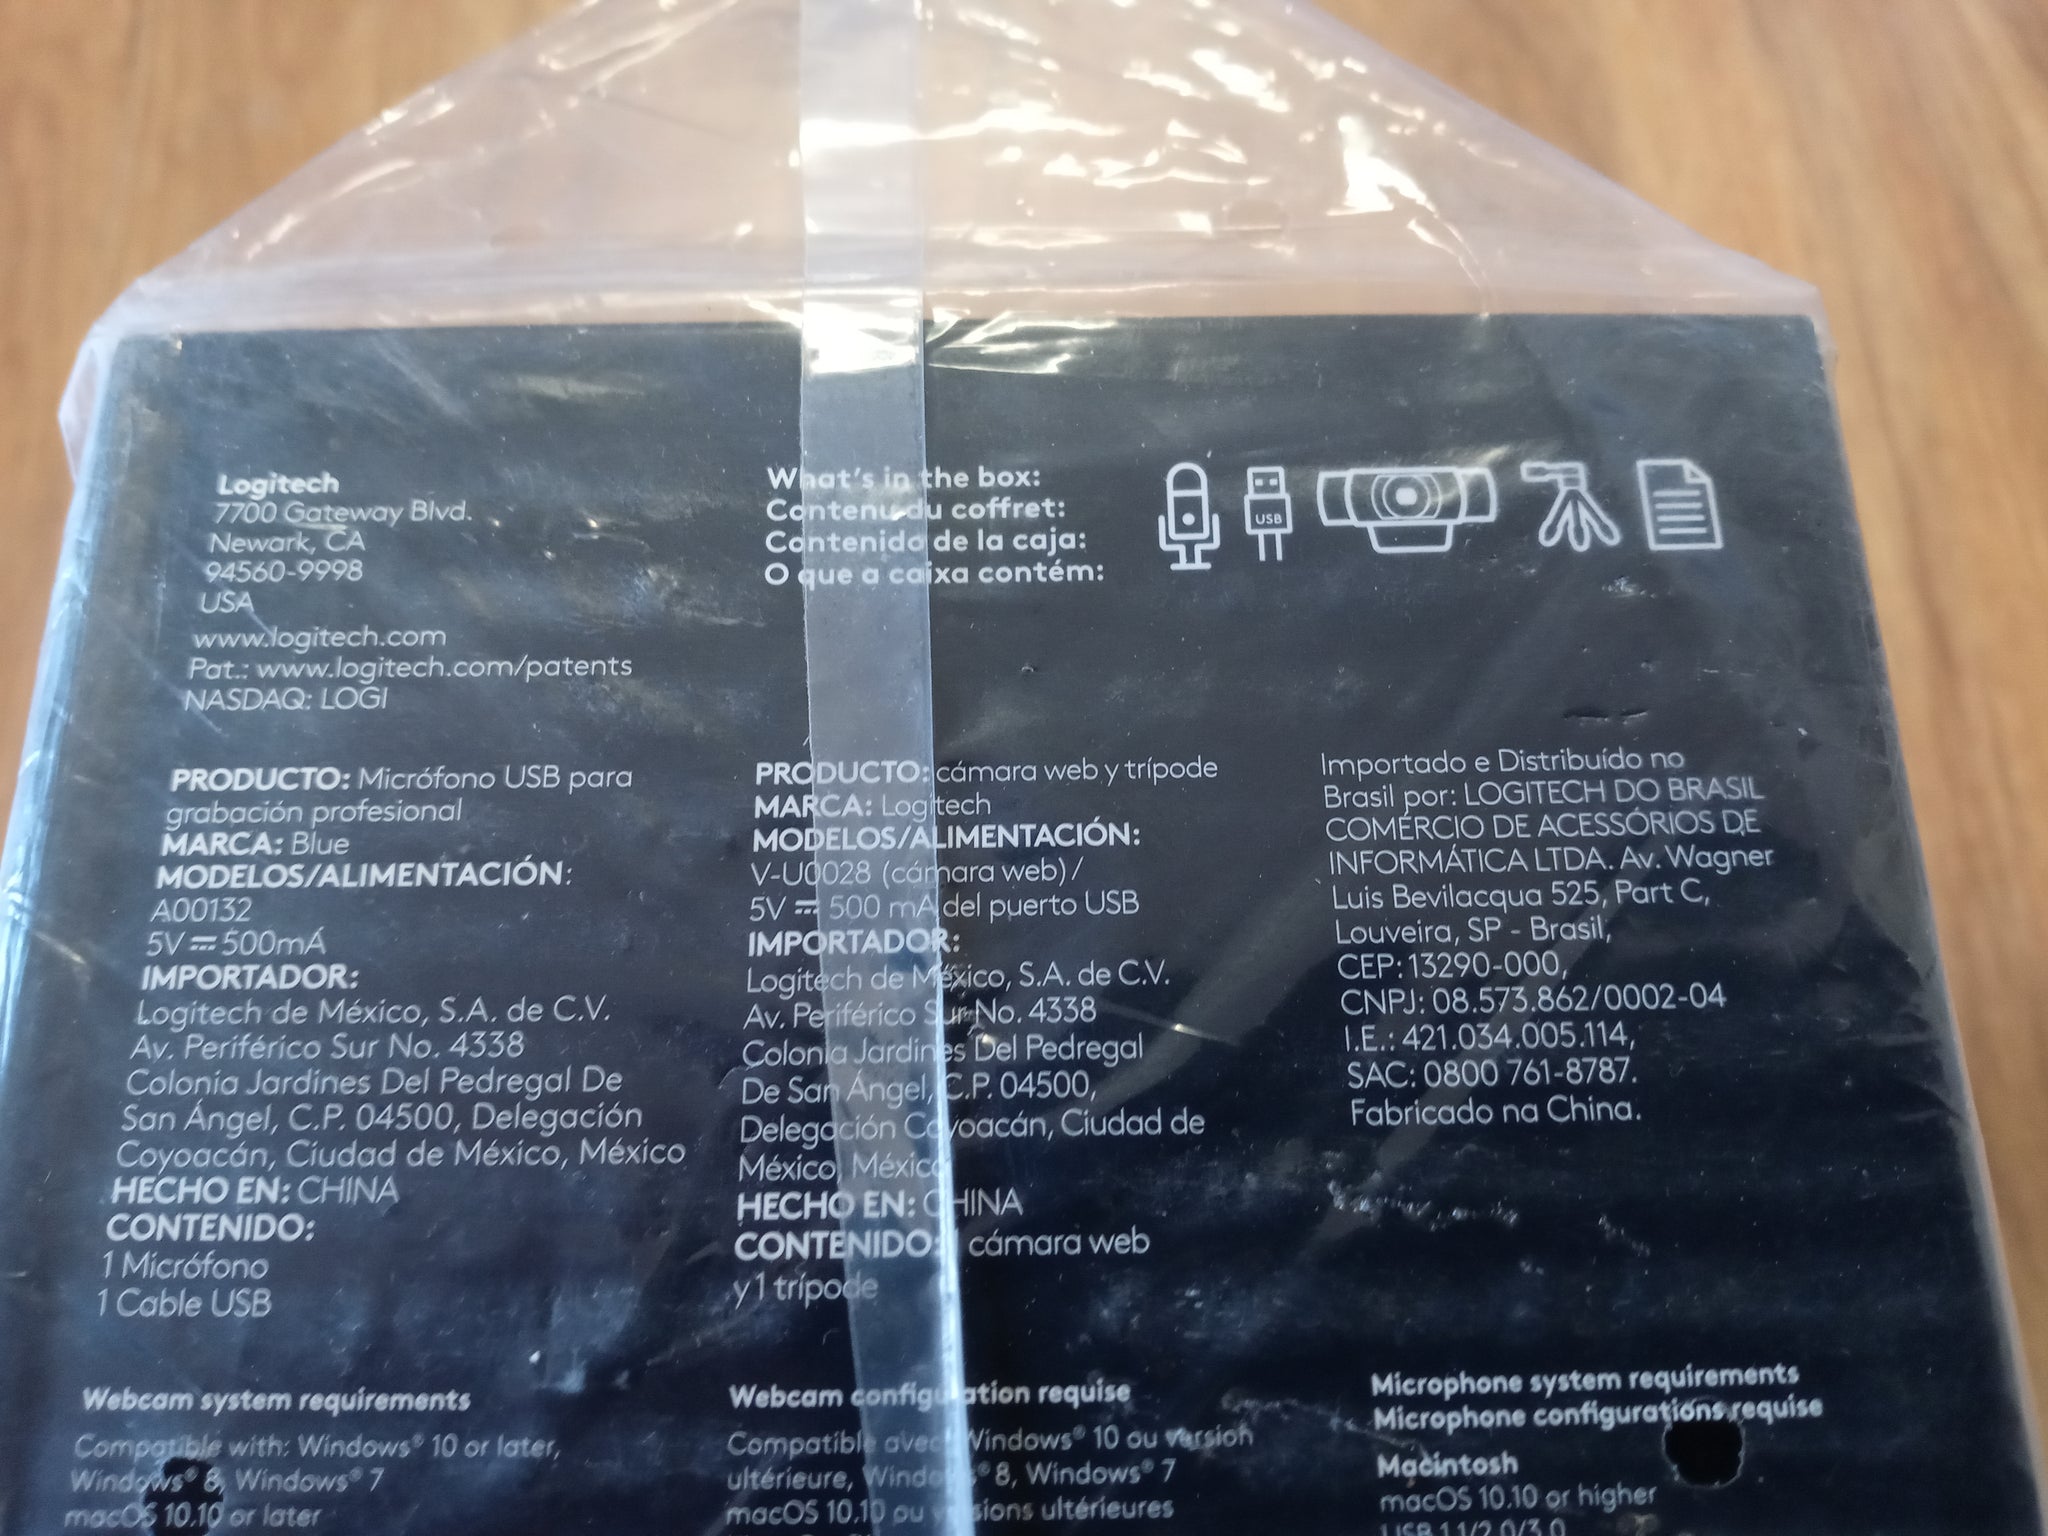 Logitech
7700 Gateway Blvd.
Newark, CA
94560-9998
USA
www.logitech.com
Pat.: www.logitech.com/patents
NASDAQ: LOGI
What's in the box:
Contenu du coffret:
Contenido de la caja:
O que a caixa contém:
USB
PRODUCTO: Micrófono USB para
grabación profesional
MARCA: Blue
MODELOS/ALIMENTACIÓN:
A00132
5V ⎓ 500mA
IMPORTADOR:
Logitech de México, S.A. de C.V.
Av. Periférico Sur No. 4338
Colonia Jardines Del Pedregal De
San Ángel, C.P. 04500, Delegación
Coyoacán, Ciudad de México, México
HECHO EN: CHINA
CONTENIDO:
1 Micrófono
1 Cable USB
PRODUCTO: cámara web y trípode
MARCA: Logitech
MODELOS/ALIMENTACIÓN:
V-U0028 (cámara web) /
5V ⎓ 500 mA del puerto USB
IMPORTADOR:
Logitech de México, S.A. de C.V.
Av. Periférico Sur No. 4338
Colonia Jardines Del Pedregal
De San Ángel, C.P. 04500,
Delegación Coyoacán, Ciudad de
México, México
HECHO EN: CHINA
CONTENIDO: cámara web
y 1 trípode
Importado e Distribuído no
Brasil por: LOGITECH DO BRASIL
COMÉRCIO DE ACESSÓRIOS DE
INFORMÁTICA LTDA. Av. Wagner
Luis Bevilacqua 525, Part C,
Louveira, SP - Brasil,
CEP: 13290-000,
CNPJ: 08.573.862/0002-04
I.E.: 421.034.005.114,
SAC: 0800 761-8787.
Fabricado na China.
Webcam system requirements
Compatible with: Windows® 10 or later,
Windows® 8, Windows® 7
macOS 10.10 or later
Webcam configuration requise
Compatible avec Windows® 10 ou version
ultérieure, Windows® 8, Windows® 7
macOS 10.10 ou versions ultérieures
Microphone system requirements
Microphone configurations requise
Macintosh
macOS 10.10 or higher
USB 1.1/2.0/3.0